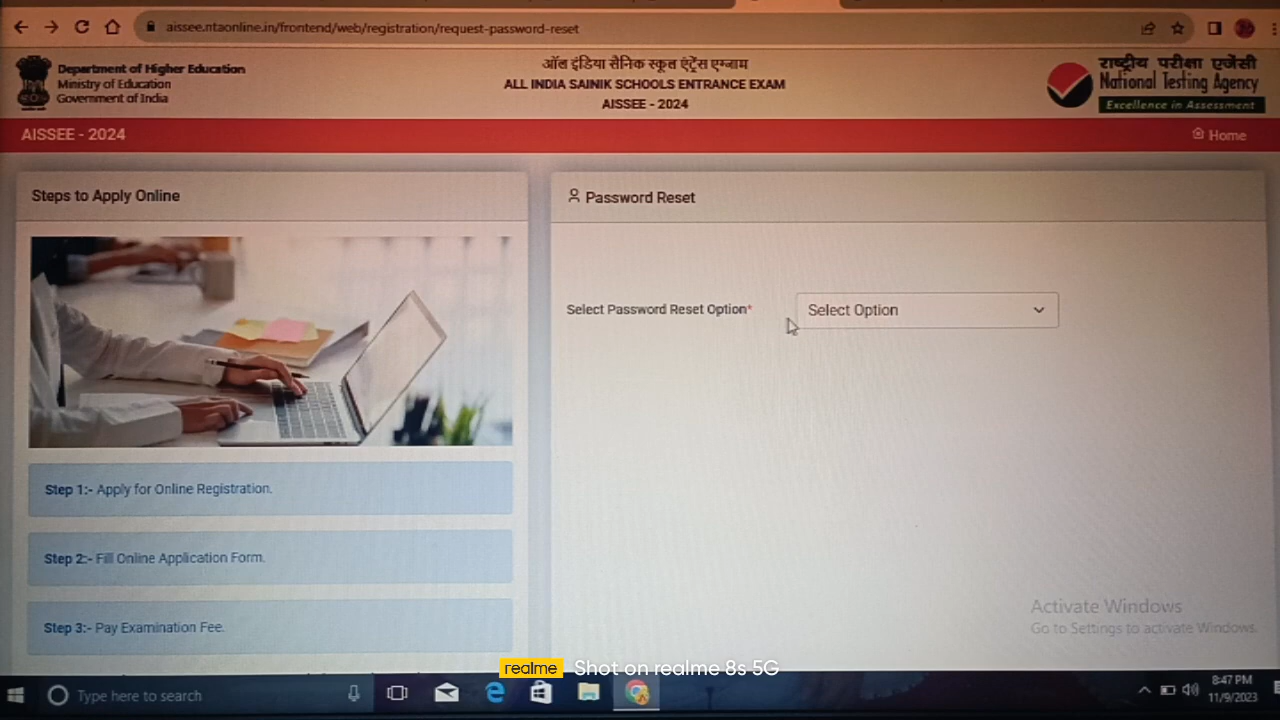 aissee.ntaonline.in/frontend/web/registration/request-password-reset
Department of Higher Education
Ministry of Education
Government of India
ऑल इंडिया सैनिक स्कूल एंट्रेंस एग्जाम
ALL INDIA SAINIK SCHOOLS ENTRANCE EXAM
AISSEE - 2024
राष्ट्रीय परीक्षा एजेंसी
National Testing Agency
Excellence in Assessment
AISSEE - 2024
Home
Steps to Apply Online
Password Reset
Select Password Reset Option*
Select Option
Step 1:- Apply for Online Registration.
Step 2:- Fill Online Application Form.
Step 3:- Pay Examination Fee.
Activate Windows
Go to Settings to activate Windows.
realme Shot on realme 8s 5G
Type here to search
8:47 PM
11/9/2023